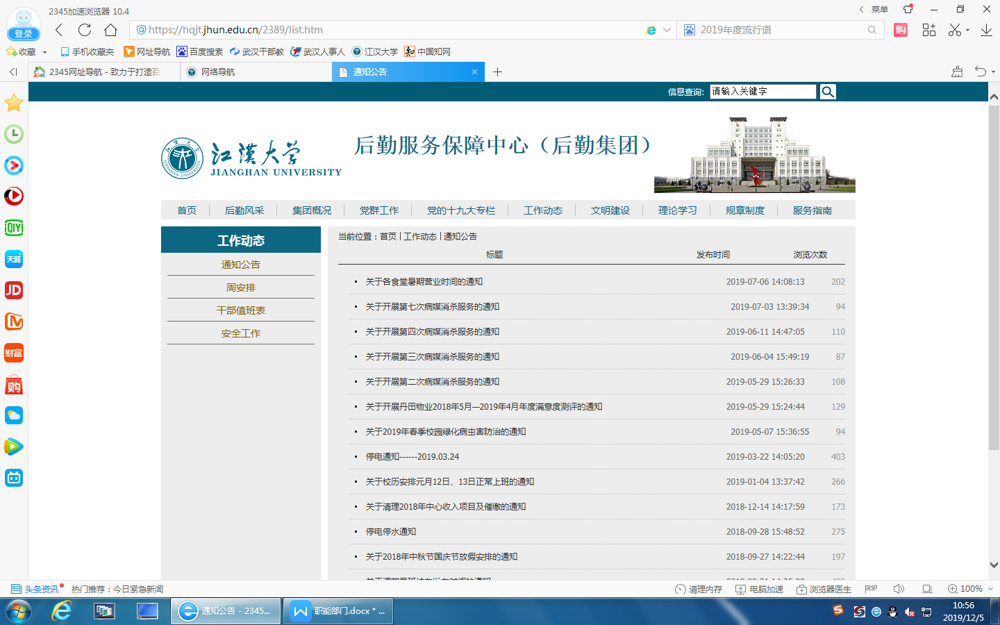 2345加速浏览器 10.4
菜单
登录
https://hqjt.jhun.edu.cn/2389/list.htm
2019年度流行语
购
收藏
手机收藏夹
网址导航
百度搜索
武汉干部教
武汉人事人
江汉大学
中国知网
2345网址导航 - 致力于打造百
网络导航
通知公告
信息查询:
请输入关键字
江漢大学
JIANGHAN UNIVERSITY
后勤服务保障中心（后勤集团）
首页
后勤风采
集团概况
党群工作
党的十九大专栏
工作动态
文明建设
理论学习
规章制度
服务指南
工作动态
通知公告
周安排
干部值班表
安全工作
当前位置：首页 | 工作动态 | 通知公告
标题 发布时间 浏览次数
关于各食堂暑期营业时间的通知 2019-07-06 14:08:13 202
关于开展第七次病媒消杀服务的通知 2019-07-03 13:39:34 94
关于开展第四次病媒消杀服务的通知 2019-06-11 14:47:05 110
关于开展第三次病媒消杀服务的通知 2019-06-04 15:49:19 87
关于开展第二次病媒消杀服务的通知 2019-05-29 15:26:33 108
关于开展丹田物业2018年5月—2019年4月年度满意度测评的通知 2019-05-29 15:24:44 129
关于2019年春季校园绿化病虫害防治的通知 2019-05-07 15:36:55 94
停电通知------2019.03.24 2019-03-22 14:05:20 403
关于校历安排元月12日、13日正常上班的通知 2019-01-04 13:37:42 266
关于清理2018年中心收入项目及催缴的通知 2018-12-14 14:17:59 173
停电停水通知 2018-09-28 15:48:52 275
关于2018年中秋节国庆节放假安排的通知 2018-09-27 14:22:44 197
iQIYI
天涯
JD
财富
购
头条资讯
热门推荐：今日紧急新闻
清理内存
电脑加速
浏览器医生
100%
通知公告 - 2345...
职能部门.docx * ...
10:56
2019/12/5